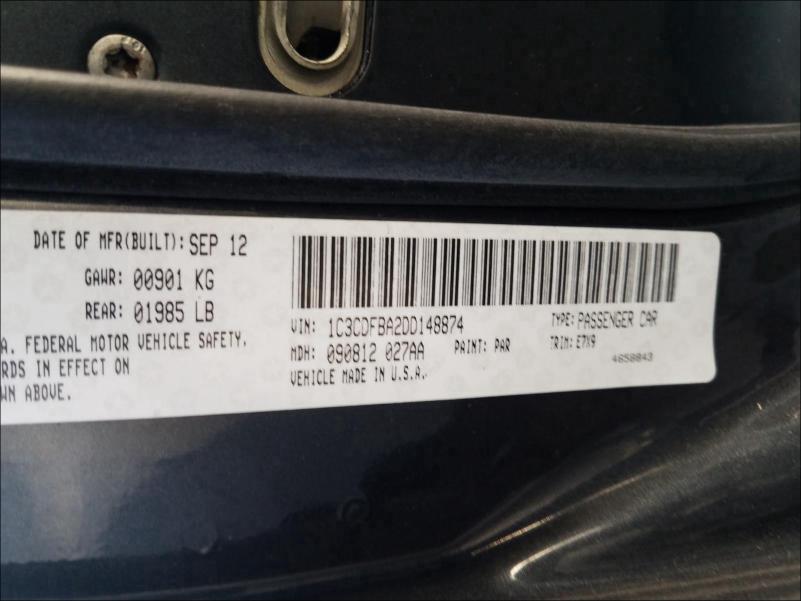 DATE OF MFR(BUILT): SEP 12
GAWR: 00901 KG
REAR: 01985 LB
A. FEDERAL MOTOR VEHICLE SAFETY.
RDS IN EFFECT ON
WN ABOVE.
VIN: 1C3CDFBA2DD148874
TYPE: PASSENGER CAR
MDH: 090812 027AA
PAINT: PAR
TRIM: E7X9
VEHICLE MADE IN U.S.A.
4658843